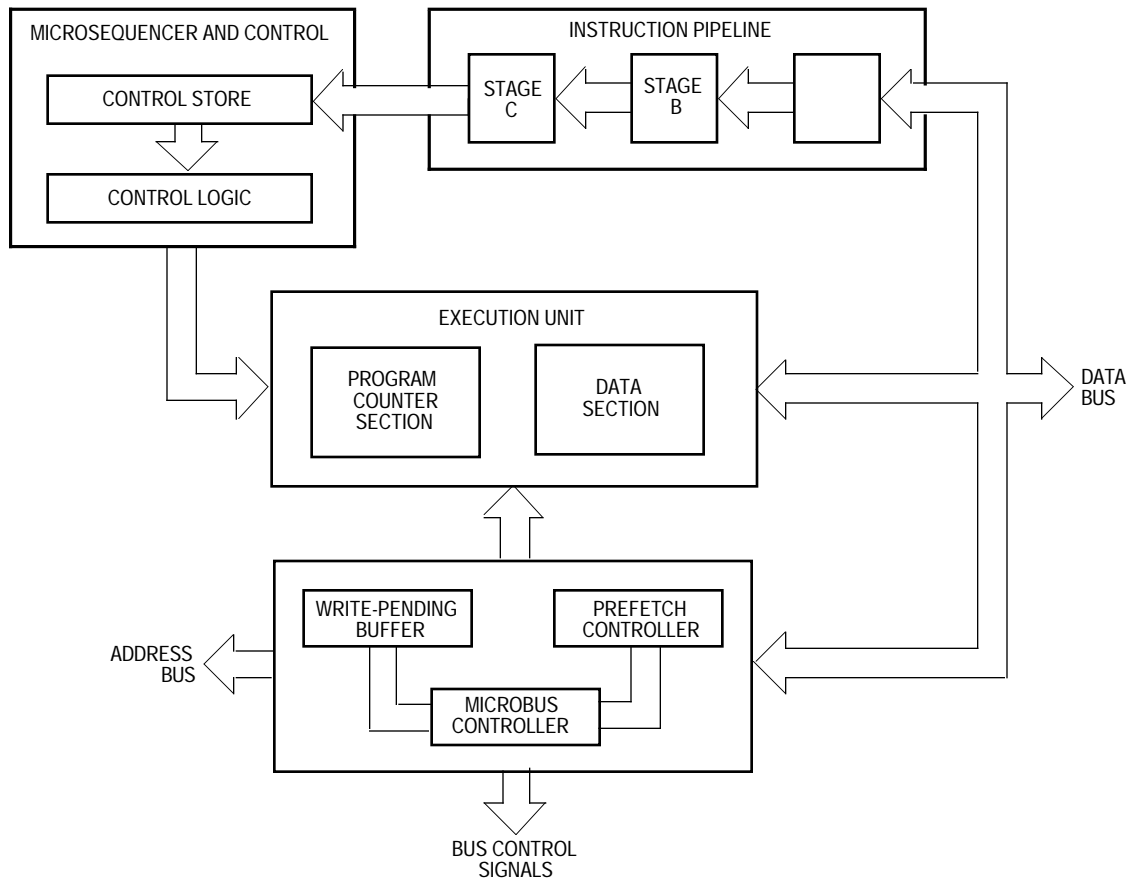 MICROSEQUENCER AND CONTROL
CONTROL STORE
CONTROL LOGIC
INSTRUCTION PIPELINE
STAGE
C
STAGE
B
EXECUTION UNIT
PROGRAM
COUNTER
SECTION
DATA
SECTION
DATA
BUS
WRITE-PENDING
BUFFER
PREFETCH
CONTROLLER
MICROBUS
CONTROLLER
ADDRESS
BUS
BUS CONTROL
SIGNALS